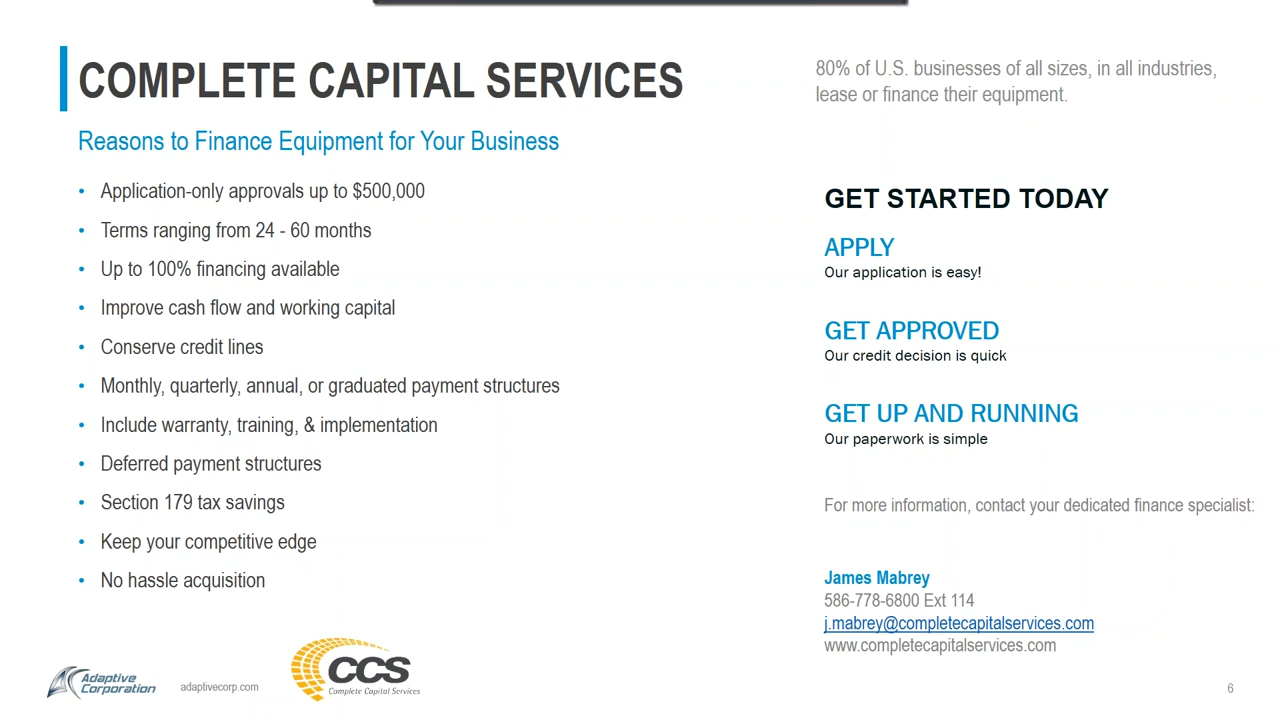 COMPLETE CAPITAL SERVICES
Reasons to Finance Equipment for Your Business
• Application-only approvals up to $500,000
• Terms ranging from 24 - 60 months
• Up to 100% financing available
• Improve cash flow and working capital
• Conserve credit lines
• Monthly, quarterly, annual, or graduated payment structures
• Include warranty, training, & implementation
• Deferred payment structures
• Section 179 tax savings
• Keep your competitive edge
• No hassle acquisition
80% of U.S. businesses of all sizes, in all industries,
lease or finance their equipment.
GET STARTED TODAY
APPLY
Our application is easy!
GET APPROVED
Our credit decision is quick
GET UP AND RUNNING
Our paperwork is simple
For more information, contact your dedicated finance specialist:
James Mabrey
586-778-6800 Ext 114
j.mabrey@completecapitalservices.com
www.completecapitalservices.com
Adaptive
Corporation
adaptivecorp.com
CCS
Complete Capital Services
6